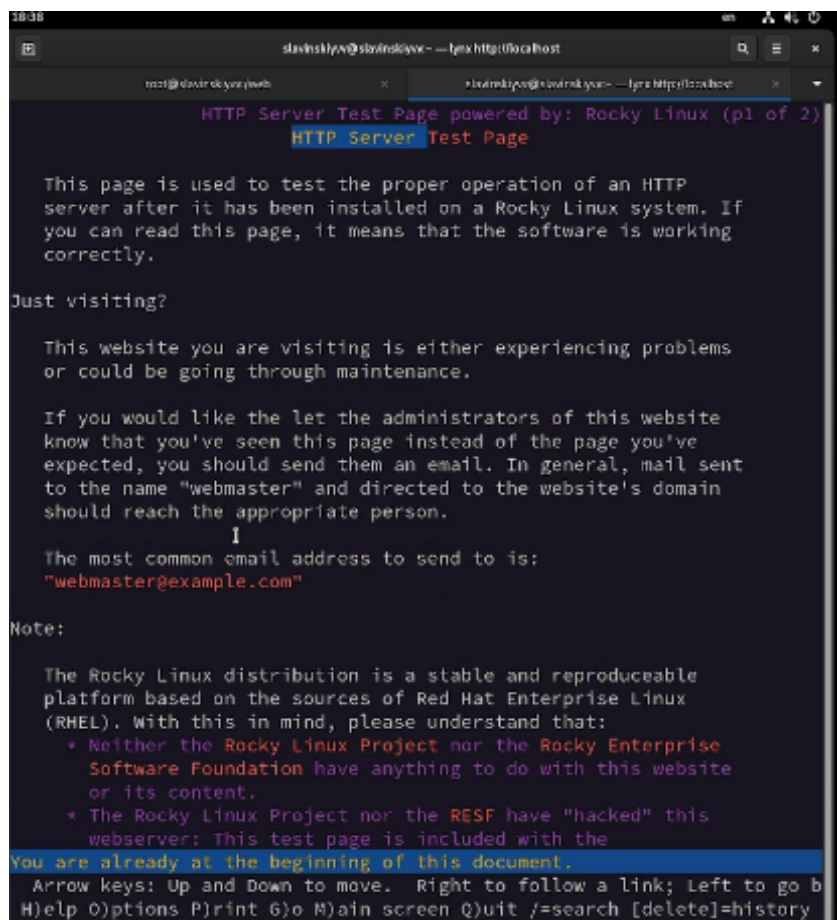 18:38
en
slavinskiyvv@slavinskiyvv:~ — lynx http://localhost
root@slavinskiyvv:/web
slavinskiyvv@slavinskiyvv:~ — lynx http://localhost
HTTP Server Test Page powered by: Rocky Linux (p1 of 2)
HTTP Server Test Page
This page is used to test the proper operation of an HTTP
server after it has been installed on a Rocky Linux system. If
you can read this page, it means that the software is working
correctly.
Just visiting?
This website you are visiting is either experiencing problems
or could be going through maintenance.
If you would like the let the administrators of this website
know that you've seen this page instead of the page you've
expected, you should send them an email. In general, mail sent
to the name "webmaster" and directed to the website's domain
should reach the appropriate person.
The most common email address to send to is:
"webmaster@example.com"
Note:
The Rocky Linux distribution is a stable and reproduceable
platform based on the sources of Red Hat Enterprise Linux
(RHEL). With this in mind, please understand that:
* Neither the Rocky Linux Project nor the Rocky Enterprise
Software Foundation have anything to do with this website
or its content.
* The Rocky Linux Project nor the RESF have "hacked" this
webserver: This test page is included with the
You are already at the beginning of this document.
Arrow keys: Up and Down to move. Right to follow a link; Left to go b
H)elp O)ptions P)rint G)o M)ain screen Q)uit /=search [delete]=history